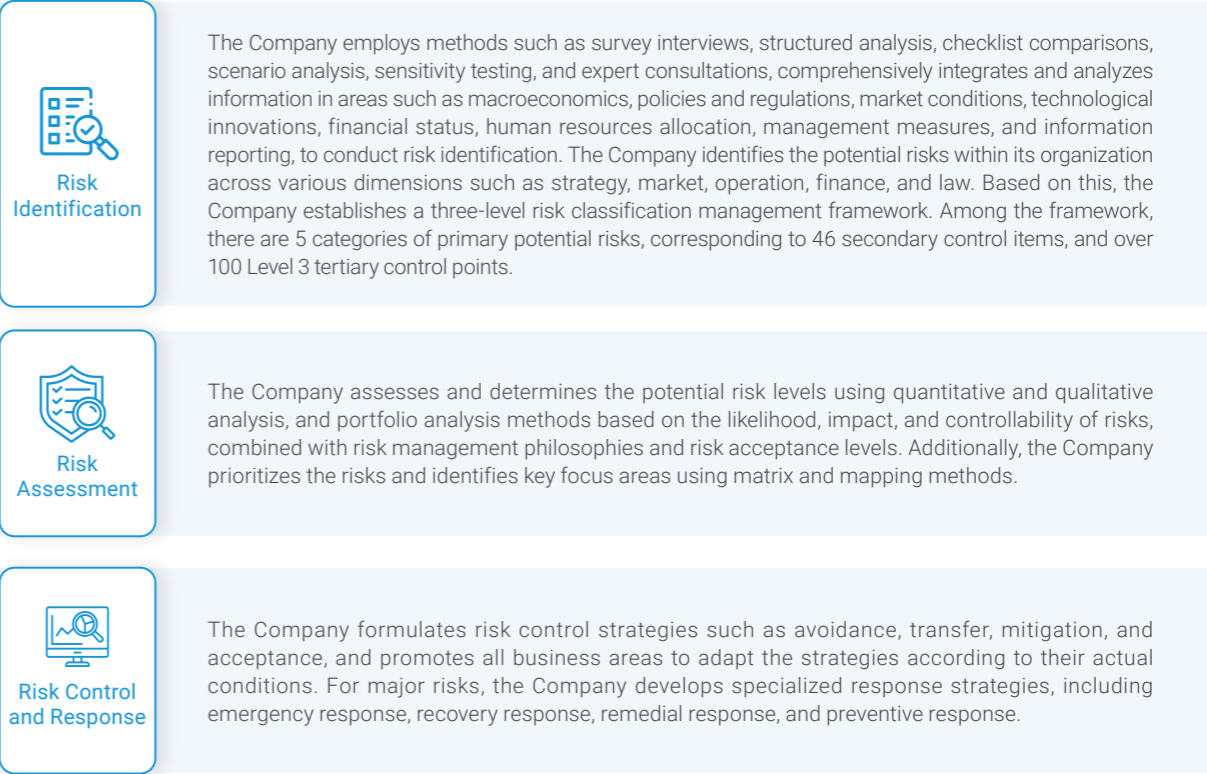 Risk
Identification
The Company employs methods such as survey interviews, structured analysis, checklist comparisons,
scenario analysis, sensitivity testing, and expert consultations, comprehensively integrates and analyzes
information in areas such as macroeconomics, policies and regulations, market conditions, technological
innovations, financial status, human resources allocation, management measures, and information
reporting, to conduct risk identification. The Company identifies the potential risks within its organization
across various dimensions such as strategy, market, operation, finance, and law. Based on this, the
Company establishes a three-level risk classification management framework. Among the framework,
there are 5 categories of primary potential risks, corresponding to 46 secondary control items, and over
100 Level 3 tertiary control points.
Risk
Assessment
The Company assesses and determines the potential risk levels using quantitative and qualitative
analysis, and portfolio analysis methods based on the likelihood, impact, and controllability of risks,
combined with risk management philosophies and risk acceptance levels. Additionally, the Company
prioritizes the risks and identifies key focus areas using matrix and mapping methods.
Risk Control
and Response
The Company formulates risk control strategies such as avoidance, transfer, mitigation, and
acceptance, and promotes all business areas to adapt the strategies according to their actual
conditions. For major risks, the Company develops specialized response strategies, including
emergency response, recovery response, remedial response, and preventive response.